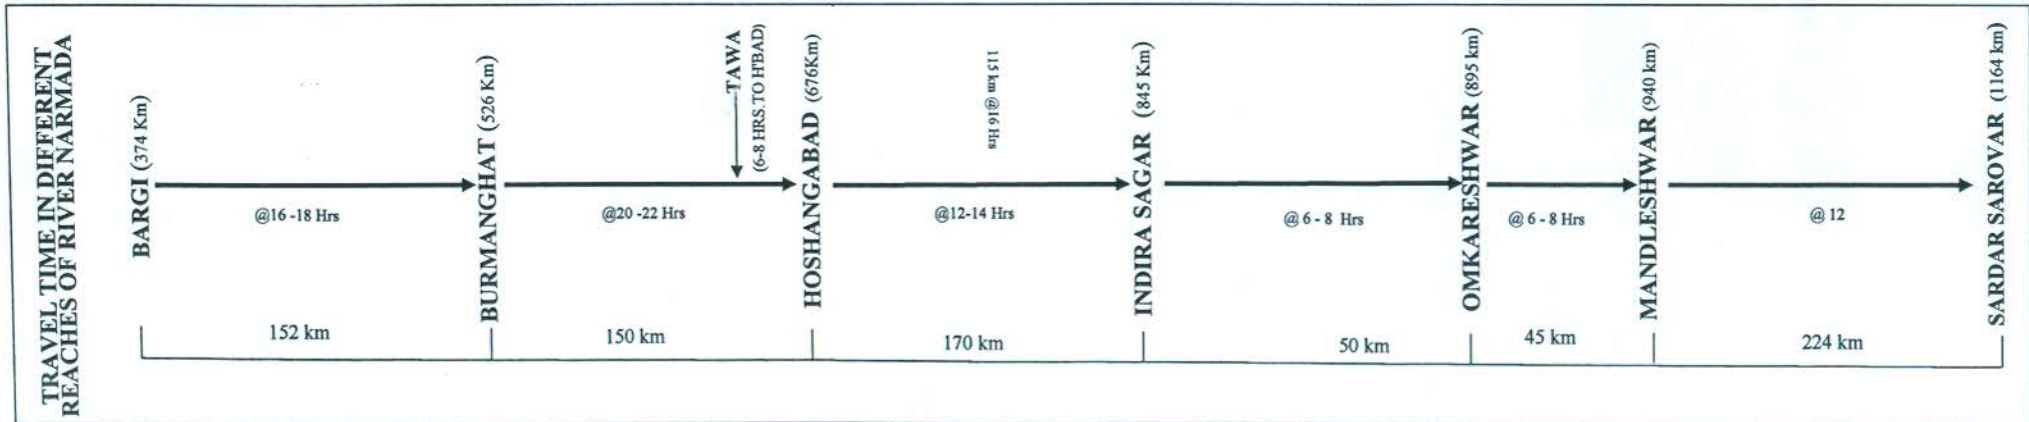 TRAVEL TIME IN DIFFERENT
REACHES OF RIVER NARMADA
BARGI (374 Km)
@16 -18 Hrs
152 km
BURMANGHAT (526 Km)
@20 -22 Hrs
150 km
TAWA
(6-8 HRS.TO H'BAD)
HOSHANGABAD (676Km)
115 km @16 Hrs
@12-14 Hrs
170 km
INDIRA SAGAR (845 Km)
@ 6 - 8 Hrs
50 km
OMKARESHWAR (895 km)
@ 6 - 8 Hrs
45 km
MANDLESHWAR (940 km)
@ 12
224 km
SARDAR SAROVAR (1164 km)